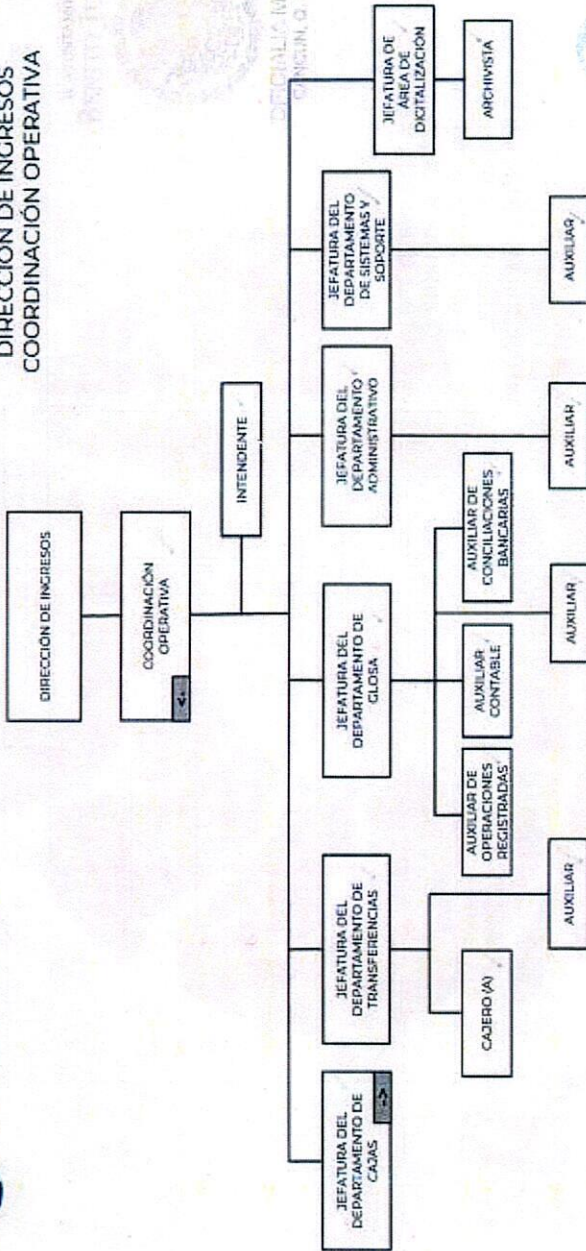 DIRECCIÓN DE INGRESOS
COORDINACIÓN OPERATIVA
DIRECCIÓN DE INGRESOS
COORDINACIÓN
OPERATIVA
<-
INTENDENTE
JEFATURA DEL
DEPARTAMENTO DE
CAJAS
->
JEFATURA DEL
DEPARTAMENTO DE
TRANSFERENCIAS
JEFATURA DEL
DEPARTAMENTO DE
GLOSA
JEFATURA DEL
DEPARTAMENTO
ADMINISTRATIVO
JEFATURA DEL
DEPARTAMENTO
DE SISTEMAS Y
SOPORTE
JEFATURA DE
ÁREA DE
DIGITALIZACIÓN
CAJERO (A)
AUXILIAR DE
OPERACIONES
REGISTRADAS
AUXILIAR
CONTABLE
AUXILIAR DE
CONCILIACIONES
BANCARIAS
ARCHIVISTA
AUXILIAR
AUXILIAR
AUXILIAR
AUXILIAR